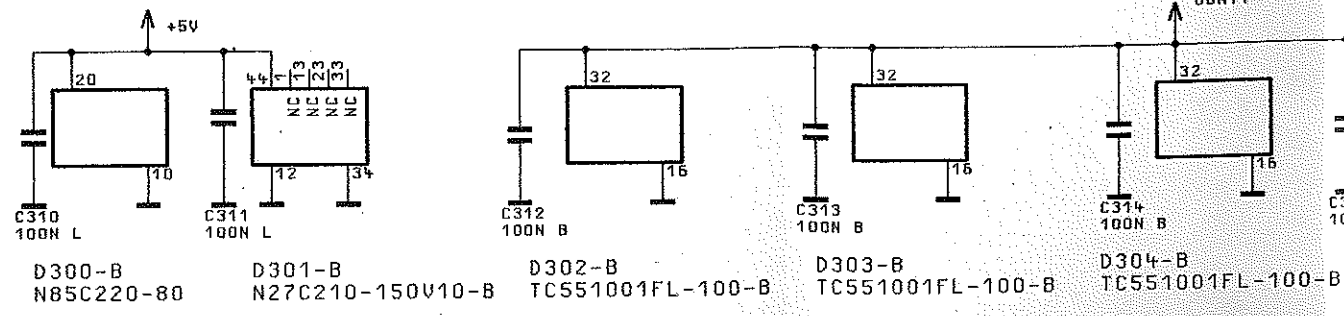 +5V
20
10
C310
100N L
D300-B
N85C220-80
44
1
13
23
33
NC
NC
NC
NC
12
34
C311
100N L
D301-B
N27C210-150V10-B
32
16
C312
100N B
D302-B
TC551001FL-100-B
32
16
C313
100N B
D303-B
TC551001FL-100-B
32
16
C314
100N B
D304-B
TC551001FL-100-B